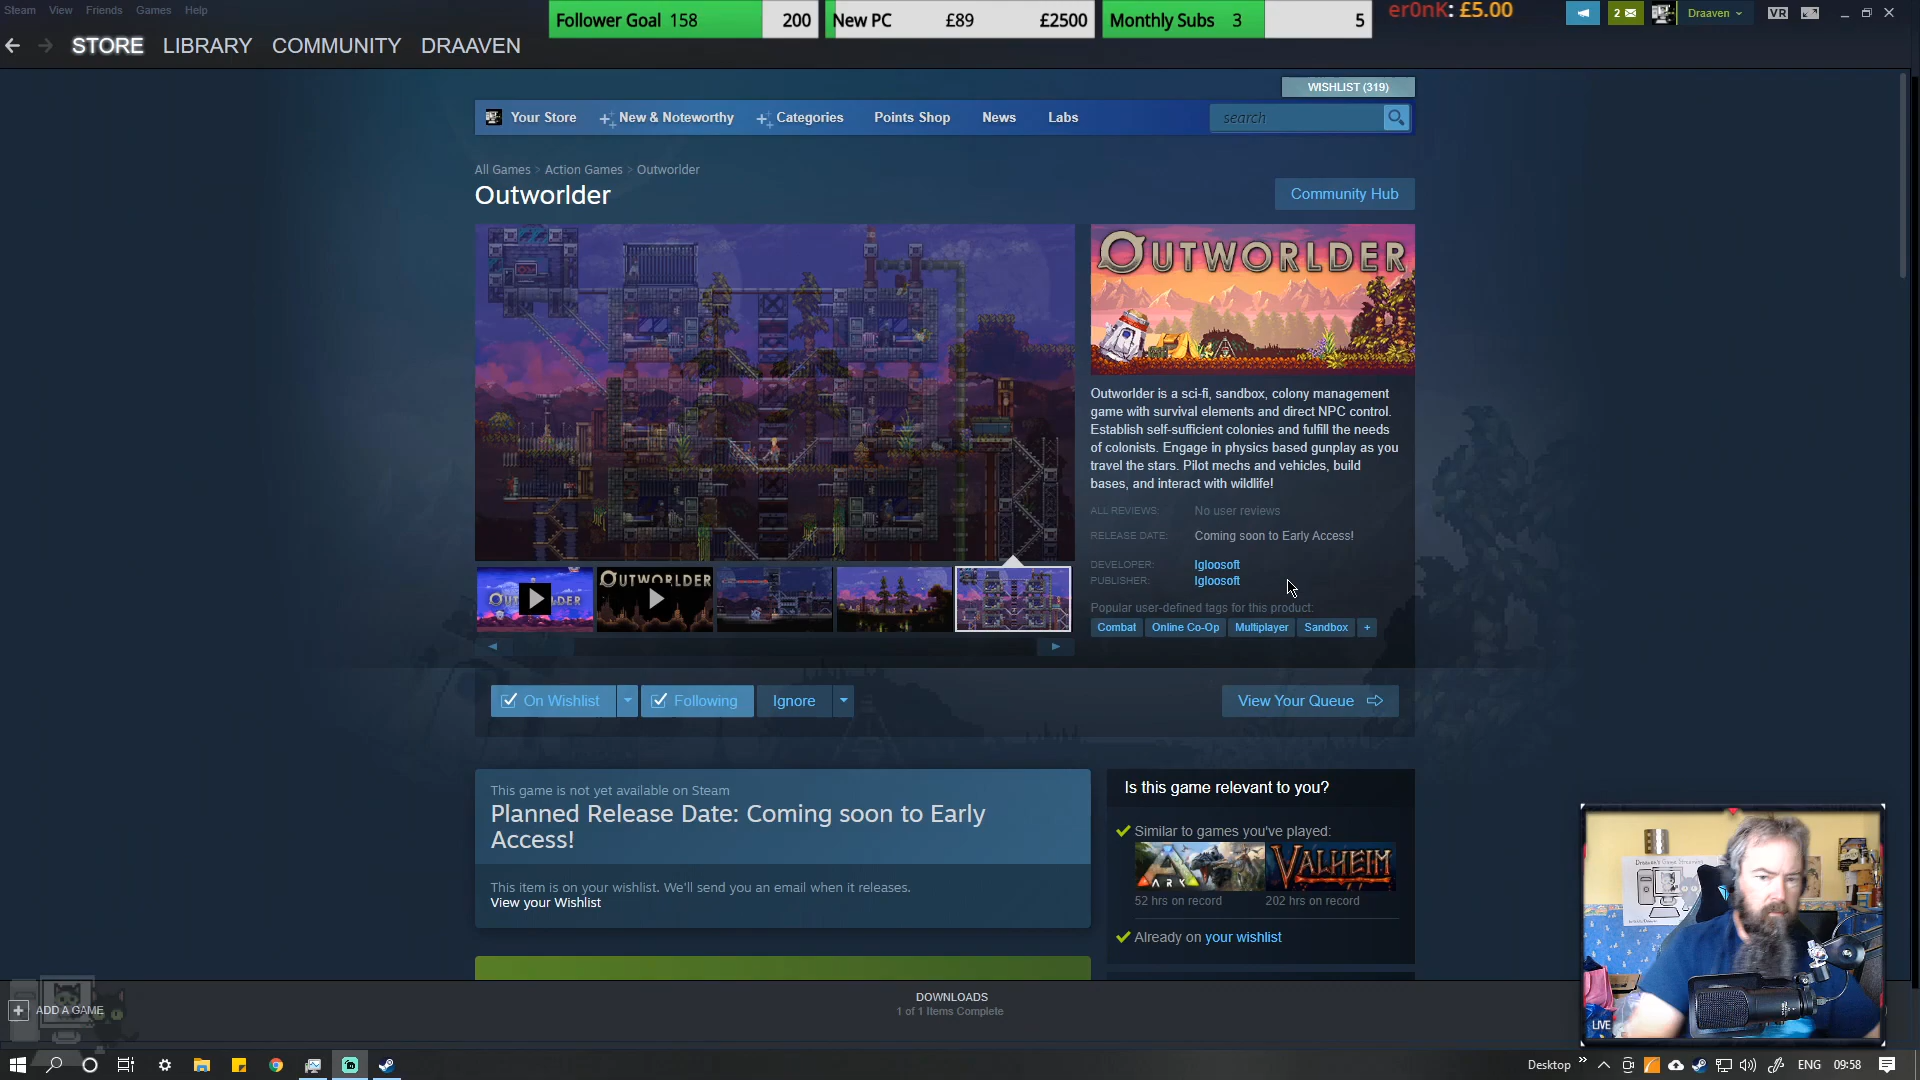 Steam View Friends Games Help
Follower Goal 158 200
New PC £89 £2500
Monthly Subs 3 5
er0nK: £5.00
2
Draaven
VR
STORE LIBRARY COMMUNITY DRAAVEN
WISHLIST (319)
Your Store New & Noteworthy Categories Points Shop News Labs
search
All Games > Action Games > Outworlder
Outworlder
Community Hub
OUTWORLDER
Outworlder is a sci-fi, sandbox, colony management
game with survival elements and direct NPC control.
Establish self-sufficient colonies and fulfill the needs
of colonists. Engage in physics based gunplay as you
travel the stars. Pilot mechs and vehicles, build
bases, and interact with wildlife!
ALL REVIEWS: No user reviews
RELEASE DATE: Coming soon to Early Access!
DEVELOPER: Igloosoft
PUBLISHER: Igloosoft
Popular user-defined tags for this product:
Combat Online Co-Op Multiplayer Sandbox +
OUTWORLDER
On Wishlist Following Ignore
View Your Queue
This game is not yet available on Steam
Planned Release Date: Coming soon to Early
Access!
This item is on your wishlist. We'll send you an email when it releases.
View your Wishlist
Is this game relevant to you?
Similar to games you've played:
ARK VALHEIM
52 hrs on record 202 hrs on record
Already on your wishlist
+ ADD A GAME
DOWNLOADS
1 of 1 Items Complete
LIVE
Desktop ENG 09:58